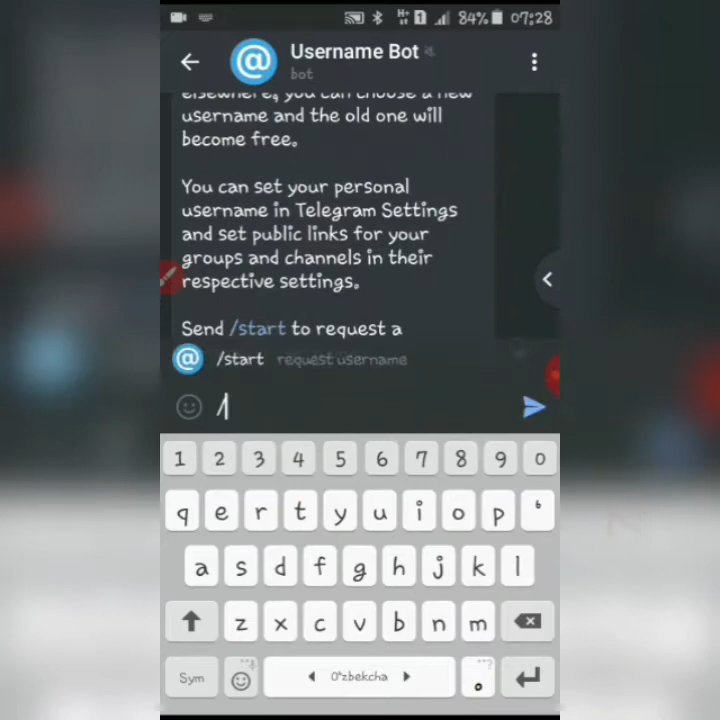 84% 07:28
Username Bot
bot
elsewhere, you can choose a new
username and the old one will
become free.
You can set your personal
username in Telegram Settings
and set public links for your
groups and channels in their
respective settings.
Send /start to request a
@ /start request username
/
1 2 3 4 5 6 7 8 9 0
q e r t y u i o p ʻ
a s d f g h j k l
z x c v b n m
Sym Oʻzbekcha .